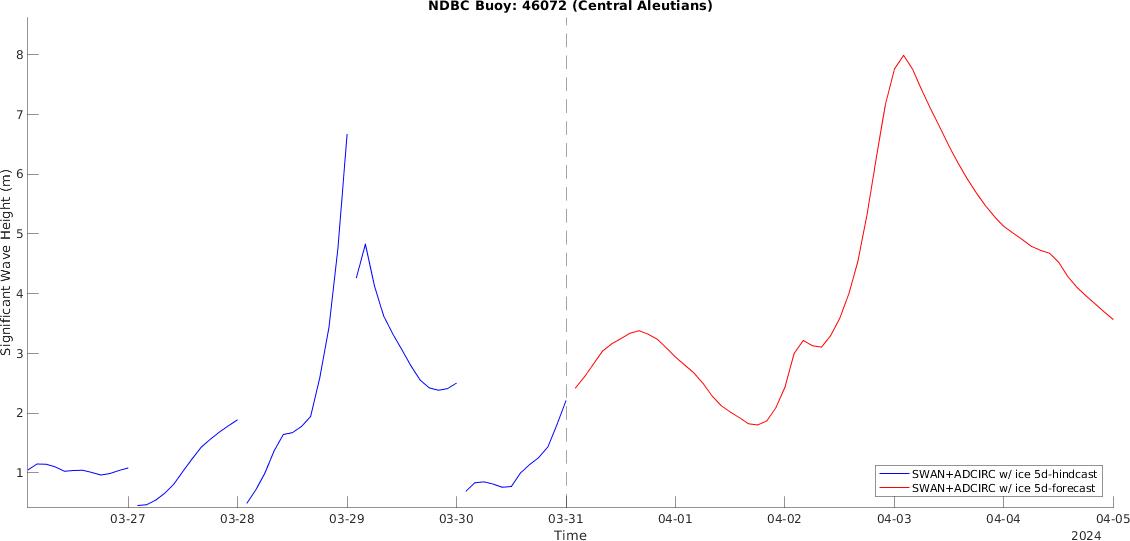 NDBC Buoy: 46072 (Central Aleutians)
Significant Wave Height (m)
8
7
6
5
4
3
2
1
SWAN+ADCIRC w/ ice 5d-hindcast
SWAN+ADCIRC w/ ice 5d-forecast
03-27 03-28 03-29 03-30 03-31 04-01 04-02 04-03 04-04 04-05
Time
2024